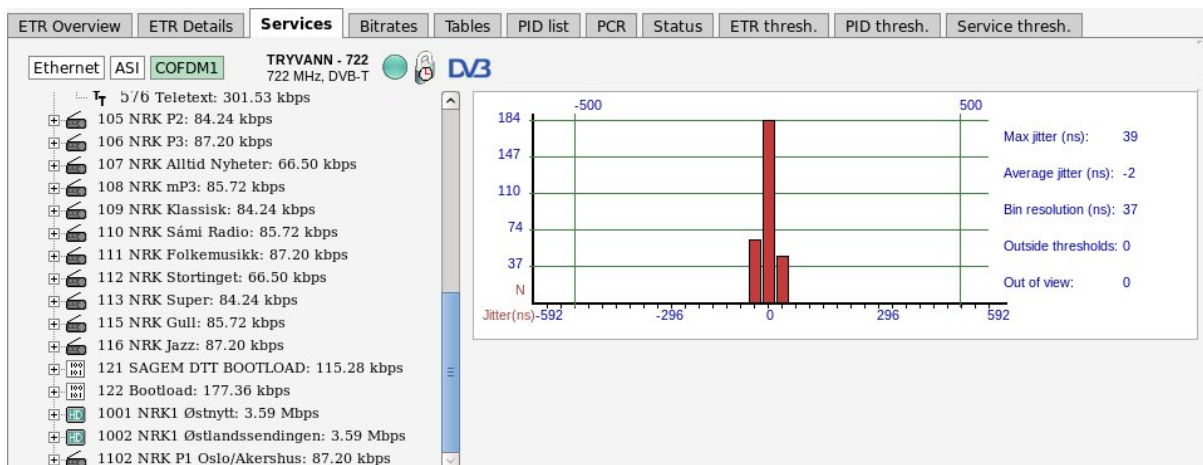 ETR Overview ETR Details Services Bitrates Tables PID list PCR Status ETR thresh. PID thresh. Service thresh.
Ethernet ASI COFDM1 TRYVANN - 722
722 MHz, DVB-T
DVB
576 Teletext: 301.53 kbps
105 NRK P2: 84.24 kbps
106 NRK P3: 87.20 kbps
107 NRK Alltid Nyheter: 66.50 kbps
108 NRK mP3: 85.72 kbps
109 NRK Klassisk: 84.24 kbps
110 NRK Sámi Radio: 85.72 kbps
111 NRK Folkemusikk: 87.20 kbps
112 NRK Stortinget: 66.50 kbps
113 NRK Super: 84.24 kbps
115 NRK Gull: 85.72 kbps
116 NRK Jazz: 87.20 kbps
121 SAGEM DTT BOOTLOAD: 115.28 kbps
122 Bootload: 177.36 kbps
HD 1001 NRK1 Østnytt: 3.59 Mbps
HD 1002 NRK1 Østlandssendingen: 3.59 Mbps
1102 NRK P1 Oslo/Akershus: 87.20 kbps
-500 500
184
147
110
74
37
N
Jitter(ns) -592 -296 0 296 592
Max jitter (ns): 39
Average jitter (ns): -2
Bin resolution (ns): 37
Outside thresholds: 0
Out of view: 0